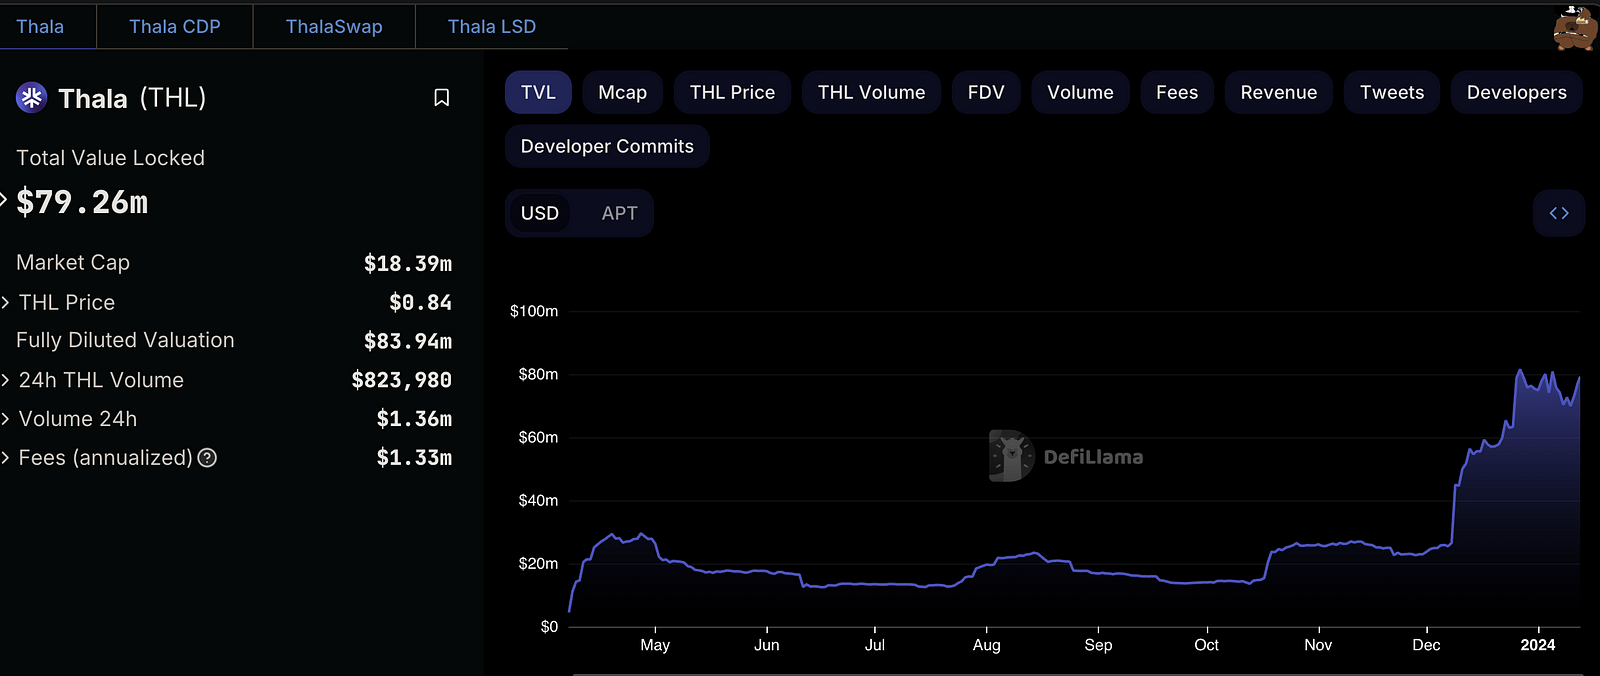 Thala Thala CDP ThalaSwap Thala LSD
Thala (THL)
Total Value Locked
$79.26m
Market Cap $18.39m
THL Price $0.84
Fully Diluted Valuation $83.94m
24h THL Volume $823,980
Volume 24h $1.36m
Fees (annualized) ? $1.33m
TVL Mcap THL Price THL Volume FDV Volume Fees Revenue Tweets Developers
Developer Commits
USD APT
$100m
$80m
$60m
$40m
$20m
$0
DefiLlama
May Jun Jul Aug Sep Oct Nov Dec 2024